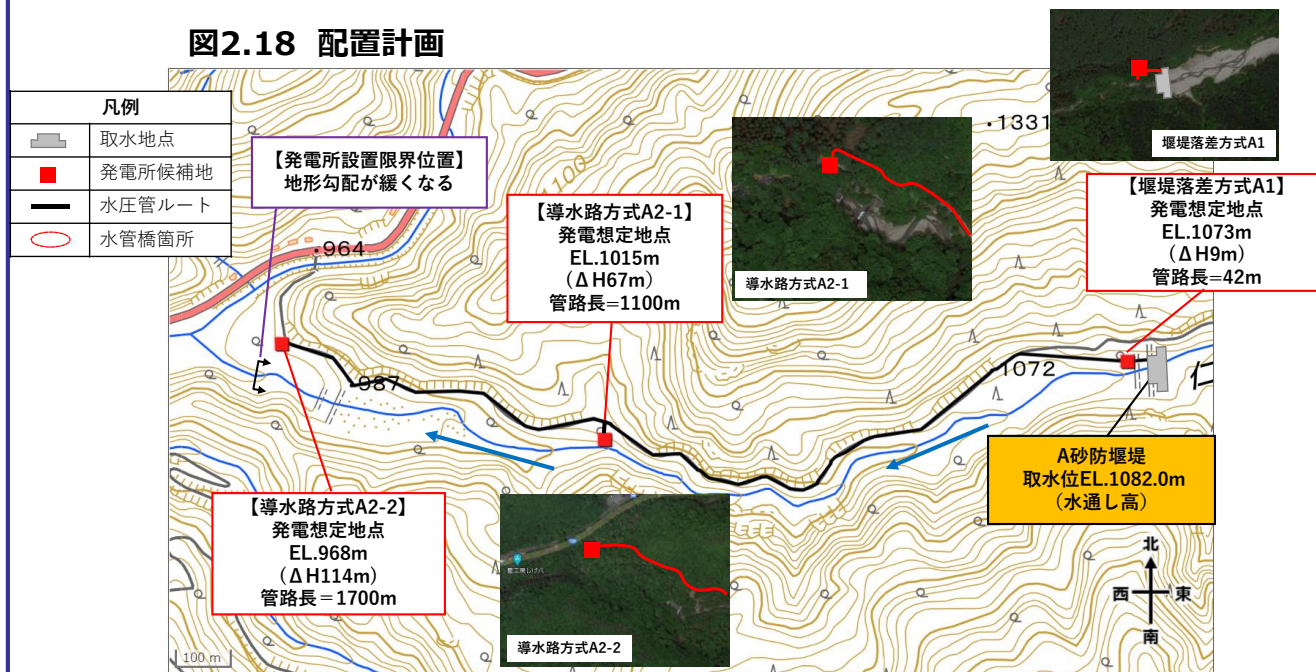 図2.18 配置計画
凡例
取水地点
発電所候補地
水圧管ルート
水管橋箇所
【発電所設置限界位置】
地形勾配が緩くなる
【導水路方式A2-1】
発電想定地点
EL.1015m
(ΔH67m)
管路長=1100m
導水路方式A2-1
堰堤落差方式A1
【堰堤落差方式A1】
発電想定地点
EL.1073m
(ΔH9m)
管路長=42m
・1331
1100
・964
987
1072
仁
A砂防堰堤
取水位EL.1082.0m
(水通し高)
【導水路方式A2-2】
発電想定地点
EL.968m
(ΔH114m)
管路長=1700m
導水路方式A2-2
北
西
東
南
100 m